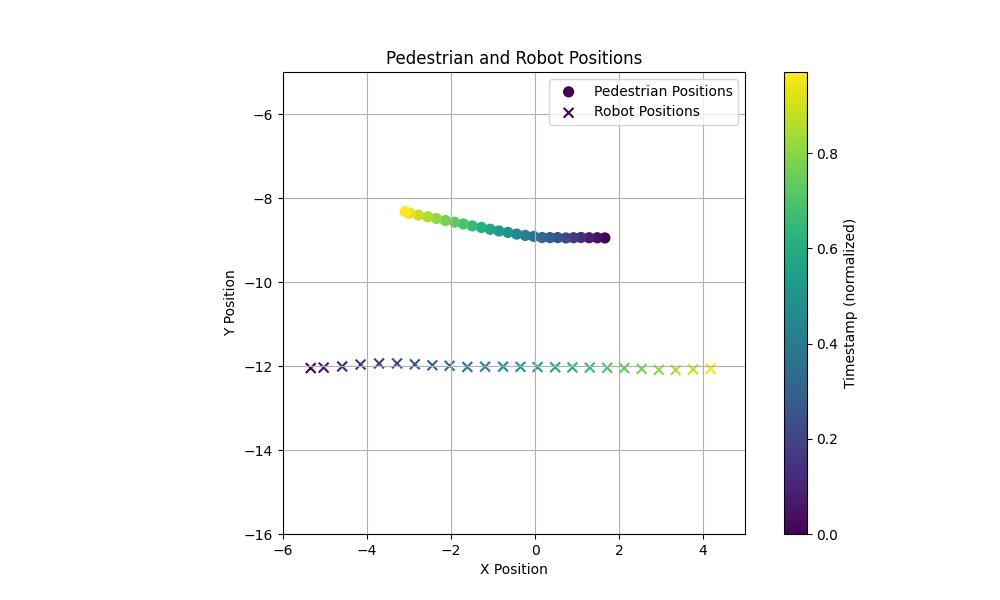 Pedestrian and Robot Positions
Pedestrian Positions
Robot Positions
−6
−8
−10
−12
−14
−16
Y Position
−6
−4
−2
0
2
4
X Position
0.8
0.6
0.4
0.2
0.0
Timestamp (normalized)